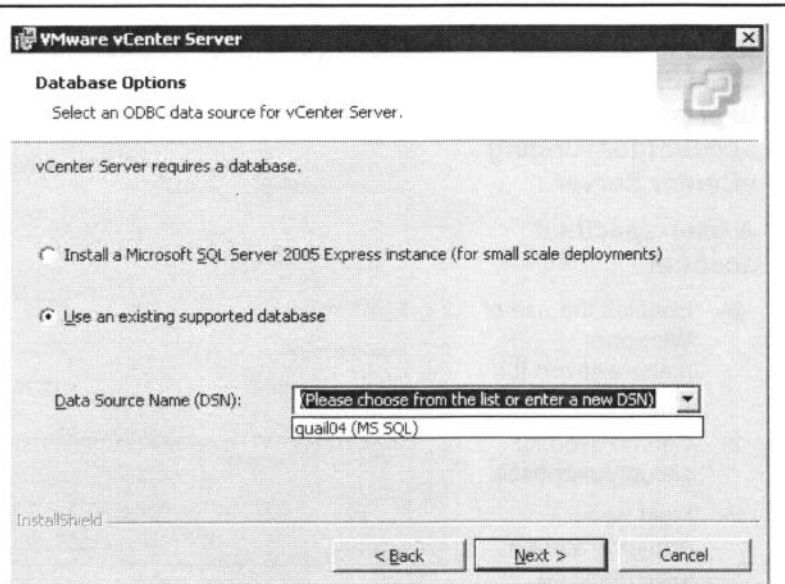 VMware vCenter Server
Database Options
Select an ODBC data source for vCenter Server.
vCenter Server requires a database.
Install a Microsoft SQL Server 2005 Express instance (for small scale deployments)
Use an existing supported database
Data Source Name (DSN):
(Please choose from the list or enter a new DSN)
quail04 (MS SQL)
InstallShield
< Back
Next >
Cancel